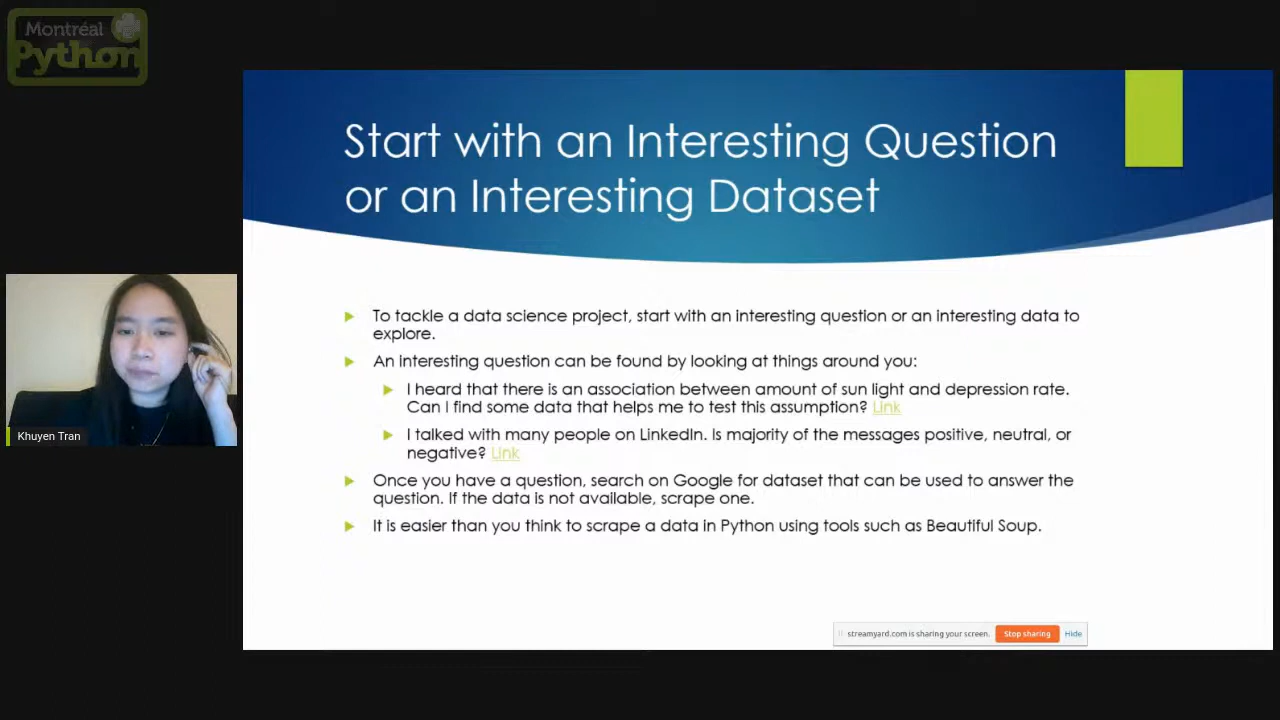 Montréal
Python
Start with an Interesting Question
or an Interesting Dataset
To tackle a data science project, start with an interesting question or an interesting data to
explore.
An interesting question can be found by looking at things around you:
I heard that there is an association between amount of sun light and depression rate.
Can I find some data that helps me to test this assumption? Link
I talked with many people on LinkedIn. Is majority of the messages positive, neutral, or
negative? Link
Once you have a question, search on Google for dataset that can be used to answer the
question. If the data is not available, scrape one.
It is easier than you think to scrape a data in Python using tools such as Beautiful Soup.
Khuyen Tran
streamyard.com is sharing your screen. Stop sharing Hide